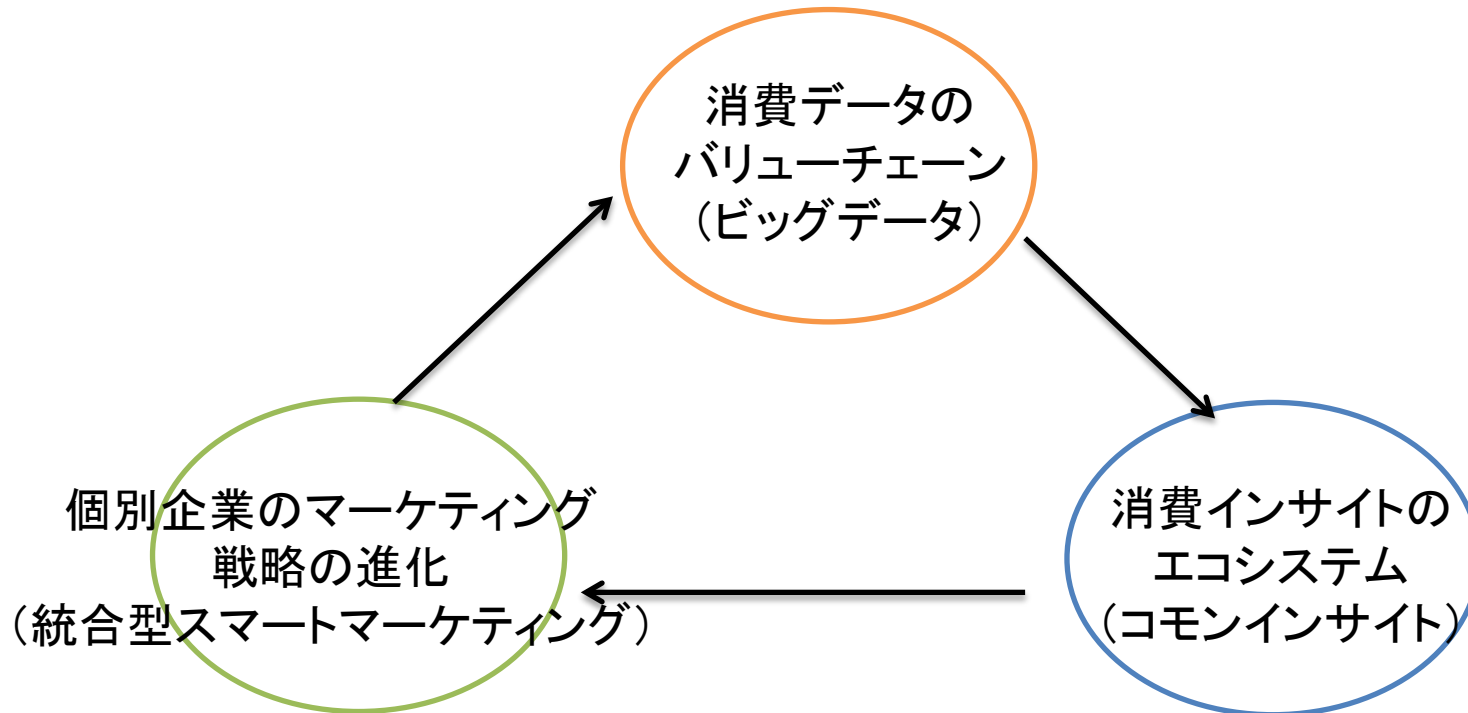 消費データの
バリューチェーン
（ビッグデータ）
個別企業のマーケティング
戦略の進化
（統合型スマートマーケティング）
消費インサイトの
エコシステム
（コモンインサイト）